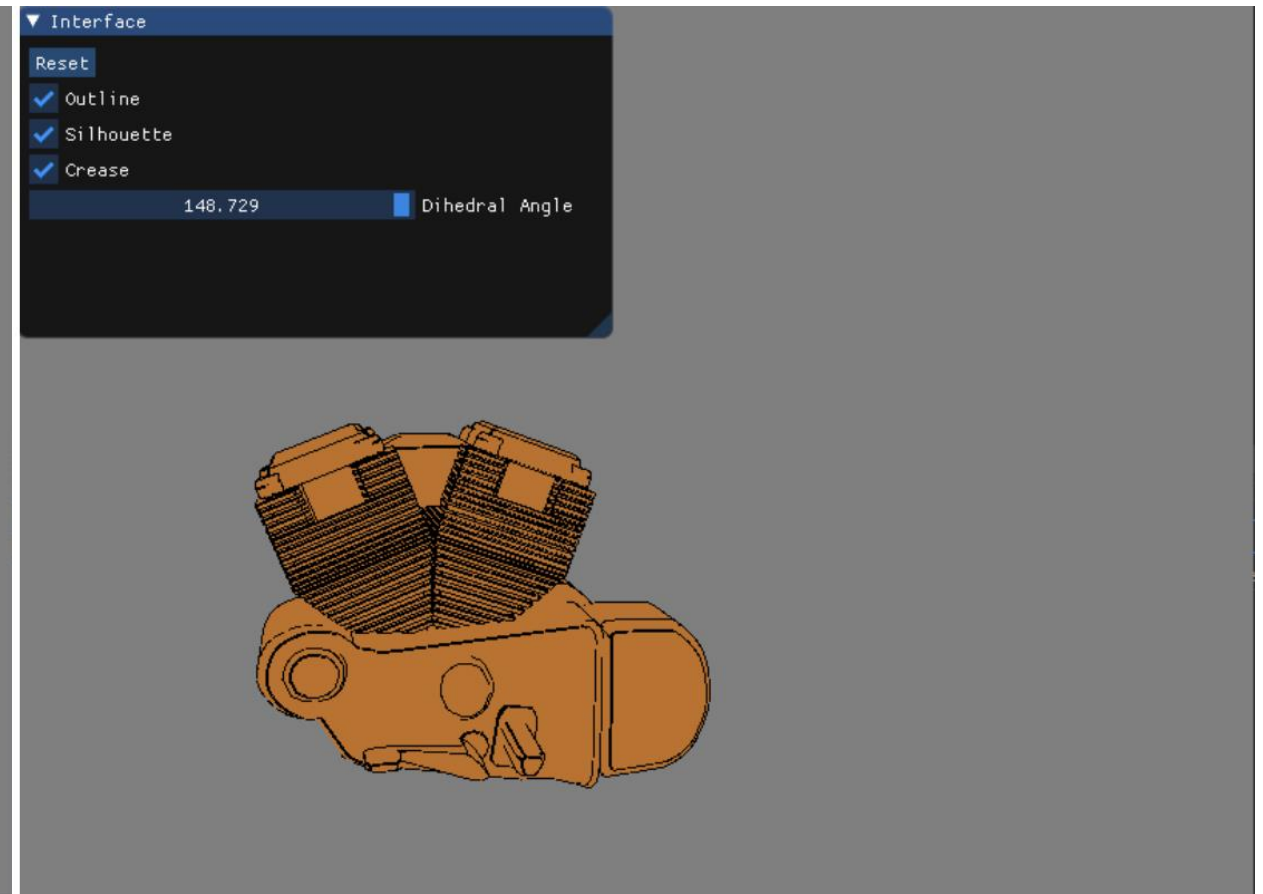 Interface
Reset
Outline
Silhouette
Crease
148.729 Dihedral Angle